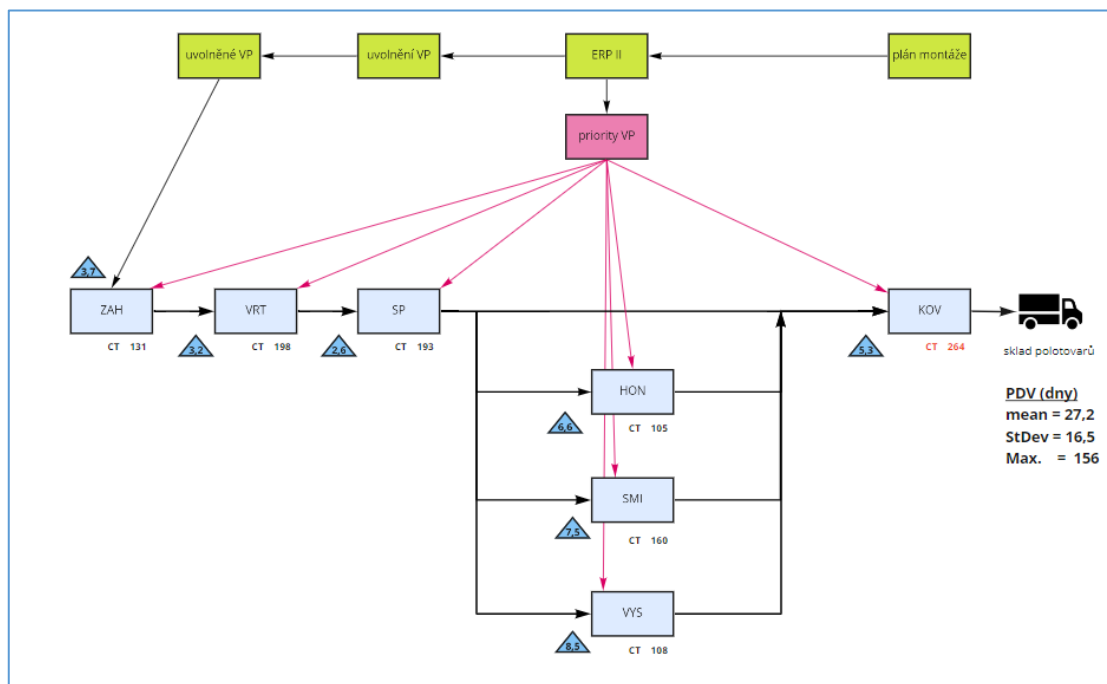 uvolněné VP
uvolnění VP
ERP II
plán montáže
priority VP
3,7
ZAH
VRT
SP
KOV
CT 131
3,2
CT 198
2,6
CT 193
5,3
CT 264
sklad polotovarů
HON
6,6
CT 105
PDV (dny)
mean = 27,2
StDev = 16,5
Max. = 156
SMI
7,5
CT 160
VYS
8,5
CT 108